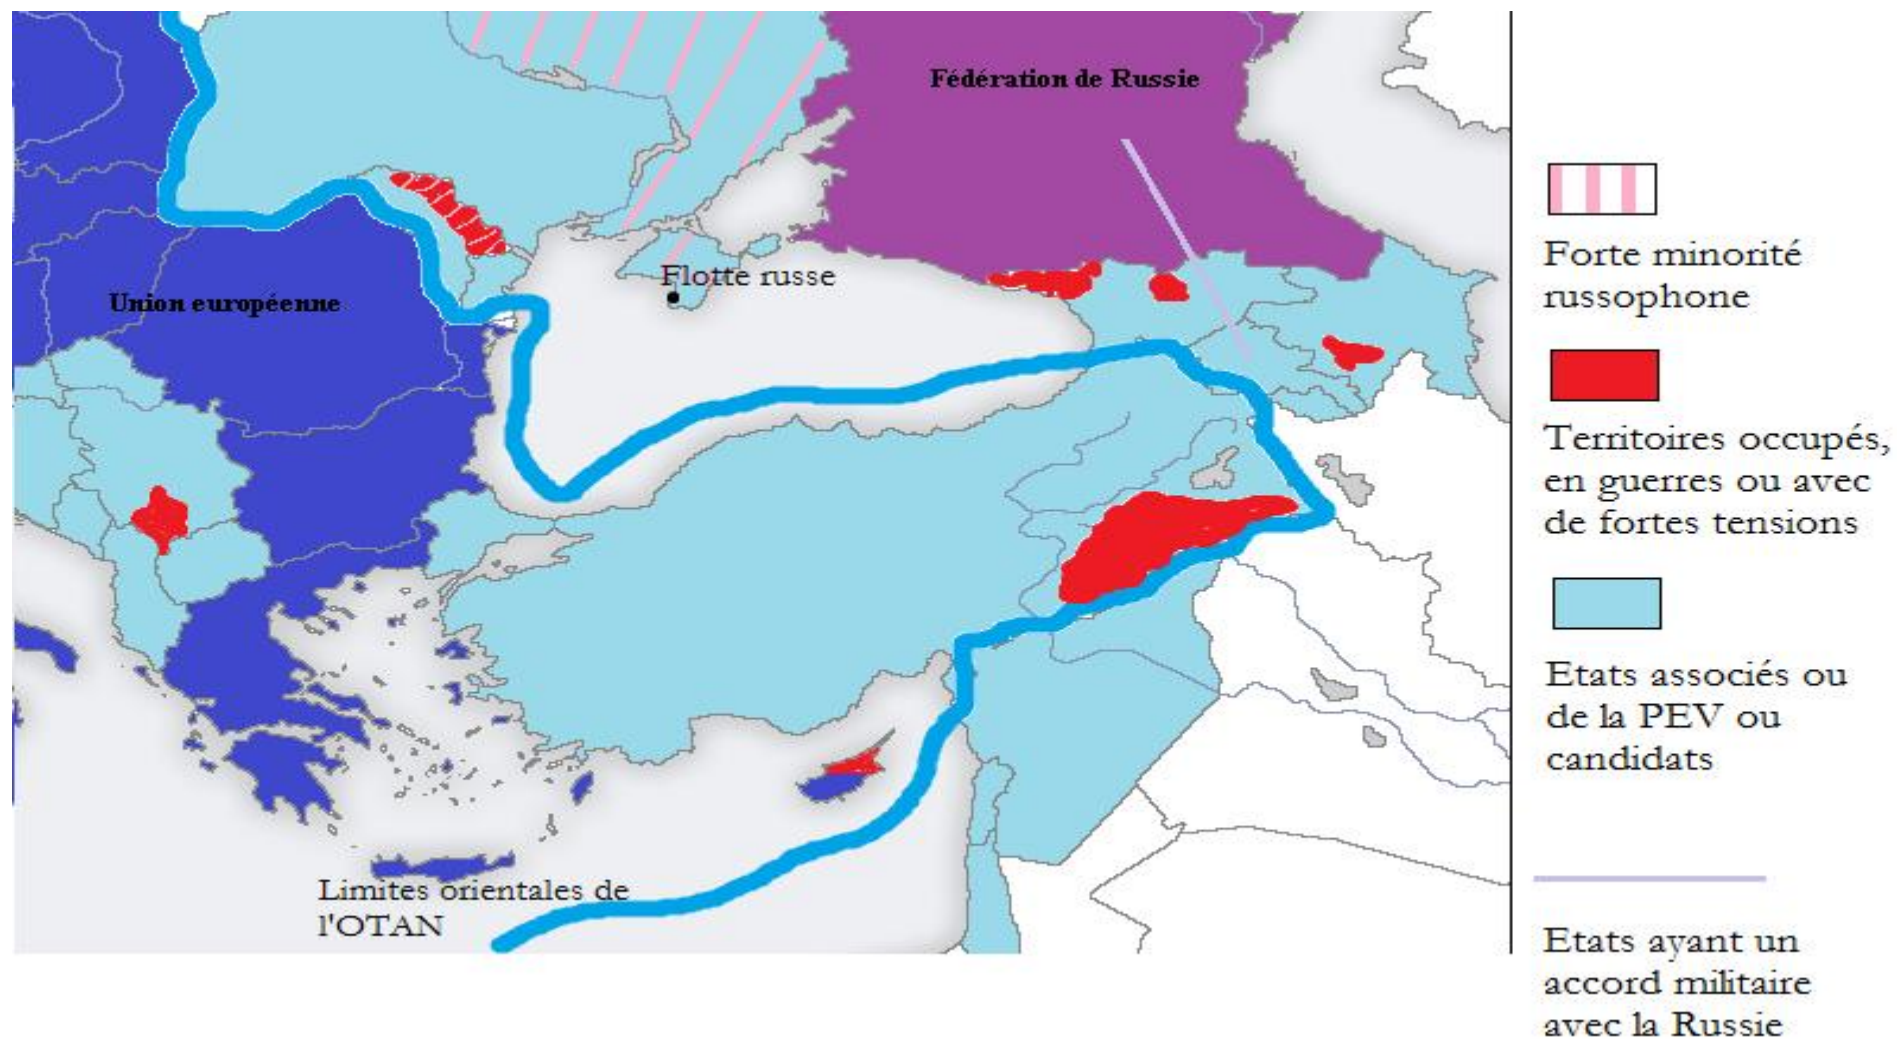 Fédération de Russie
Flotte russe
Union européenne
Limites orientales de
l'OTAN
Forte minorité
russophone
Territoires occupés,
en guerres ou avec
de fortes tensions
Etats associés ou
de la PEV ou
candidats
Etats ayant un
accord militaire
avec la Russie